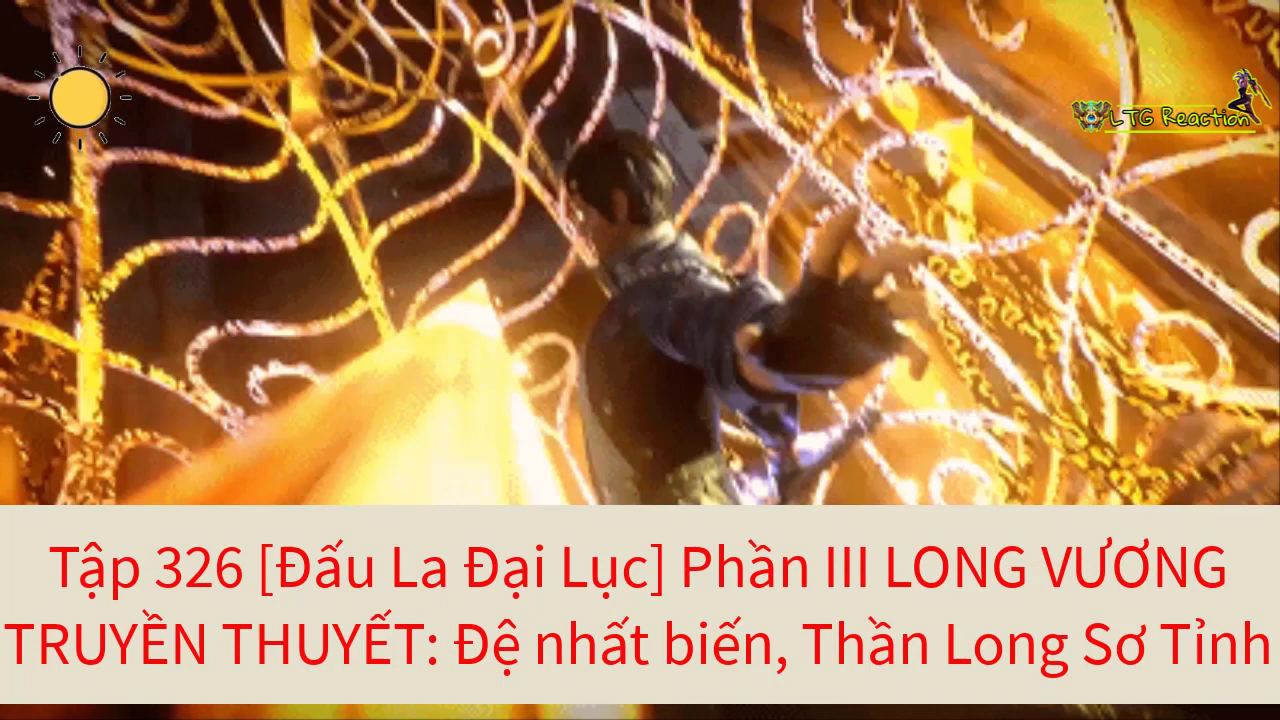 LTG Reaction
Tập 326 [Đấu La Đại Lục] Phần III LONG VƯƠNG
TRUYỀN THUYẾT: Đệ nhất biến, Thần Long Sơ Tỉnh